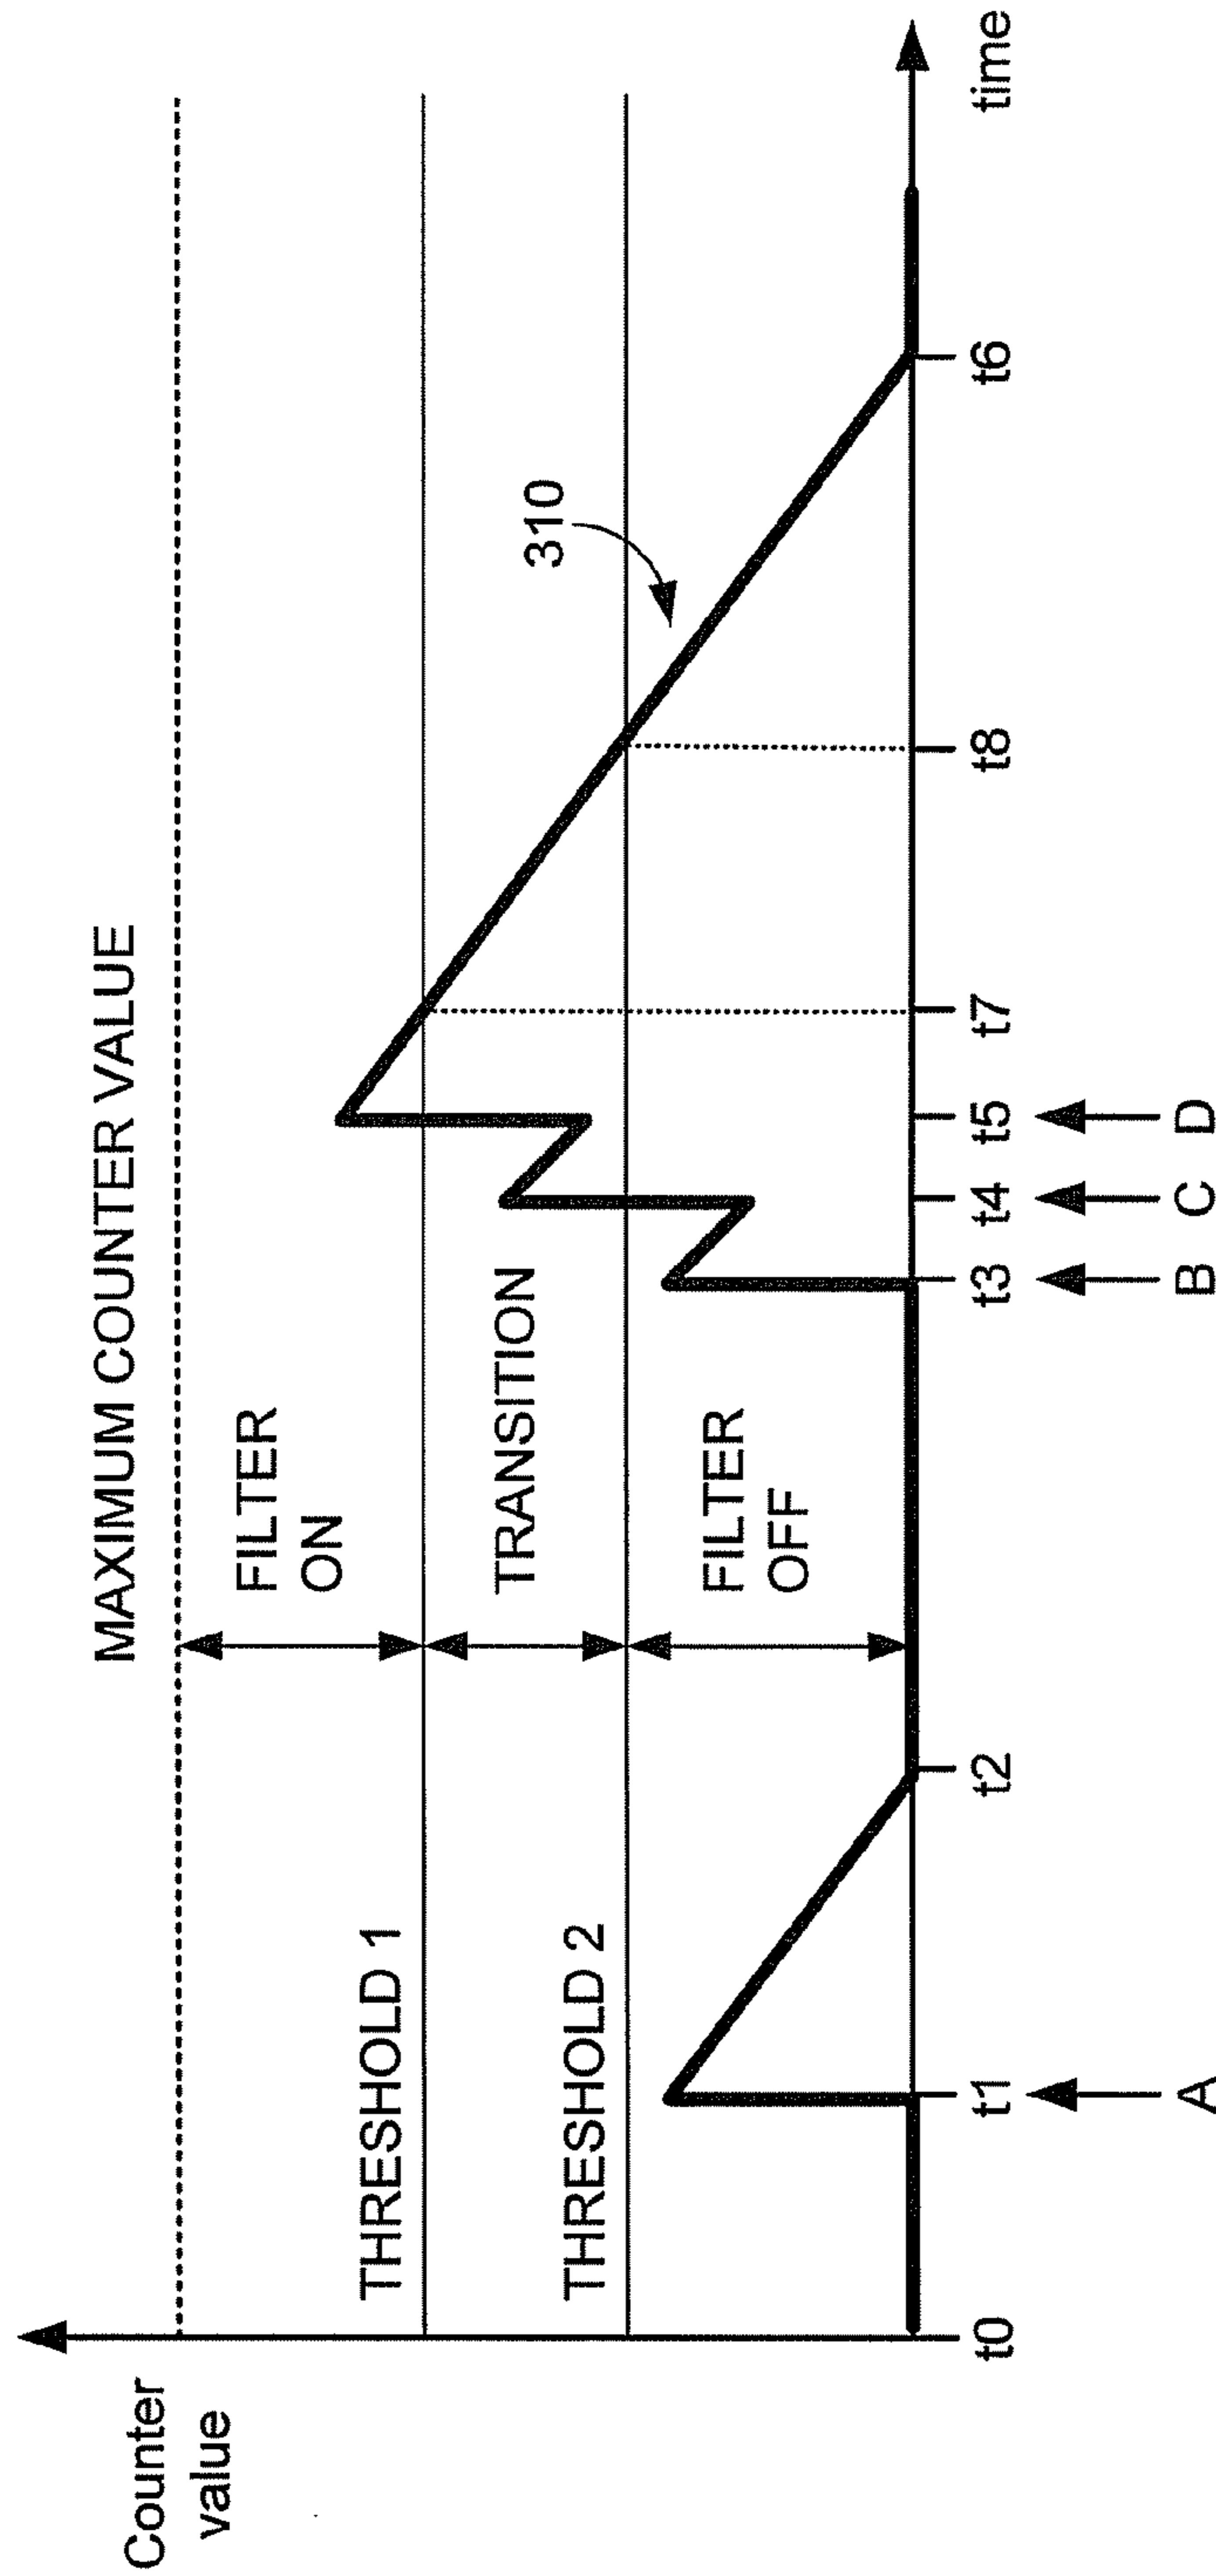 Counter
value
MAXIMUM COUNTER VALUE
THRESHOLD 1
THRESHOLD 2
FILTER
ON
TRANSITION
FILTER
OFF
310
t0
t1
t2
t3
t4
t5
t7
t8
t6
time
A
B
C
D